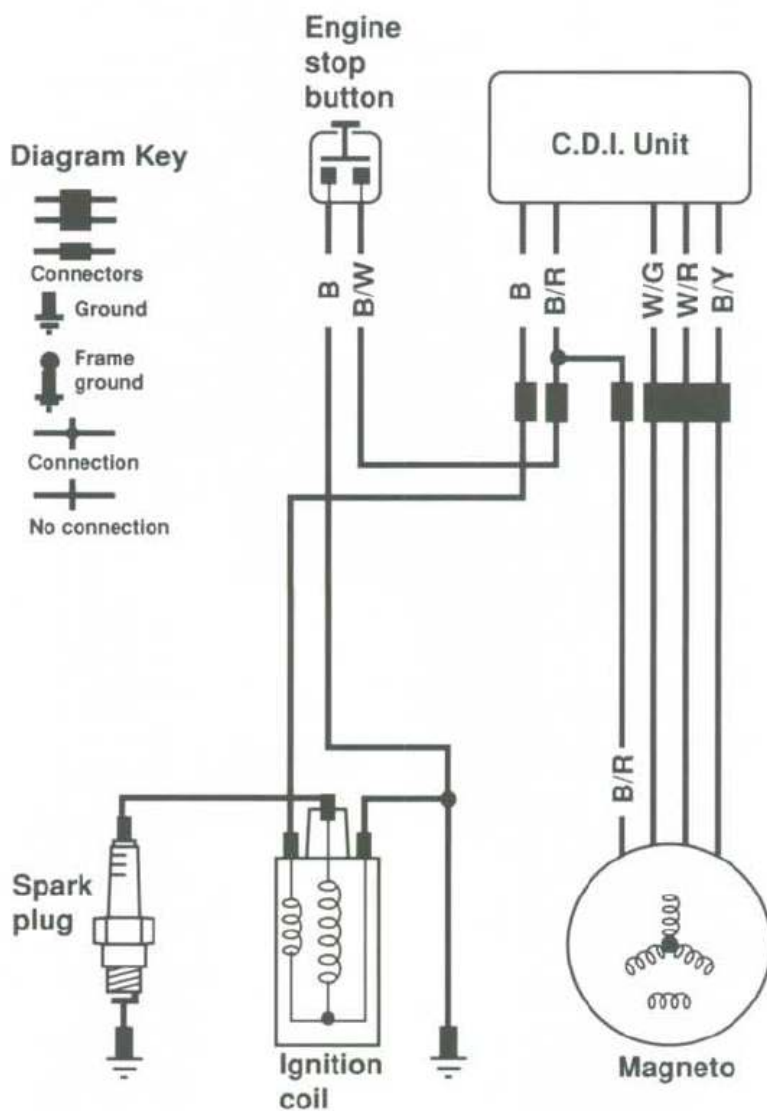 Engine
stop
button
C.D.I. Unit
Diagram Key
Connectors
Ground
Frame
ground
Connection
No connection
B
B/W
B
B/R
W/G
W/R
B/Y
B/R
Spark
plug
Ignition
coil
Magneto